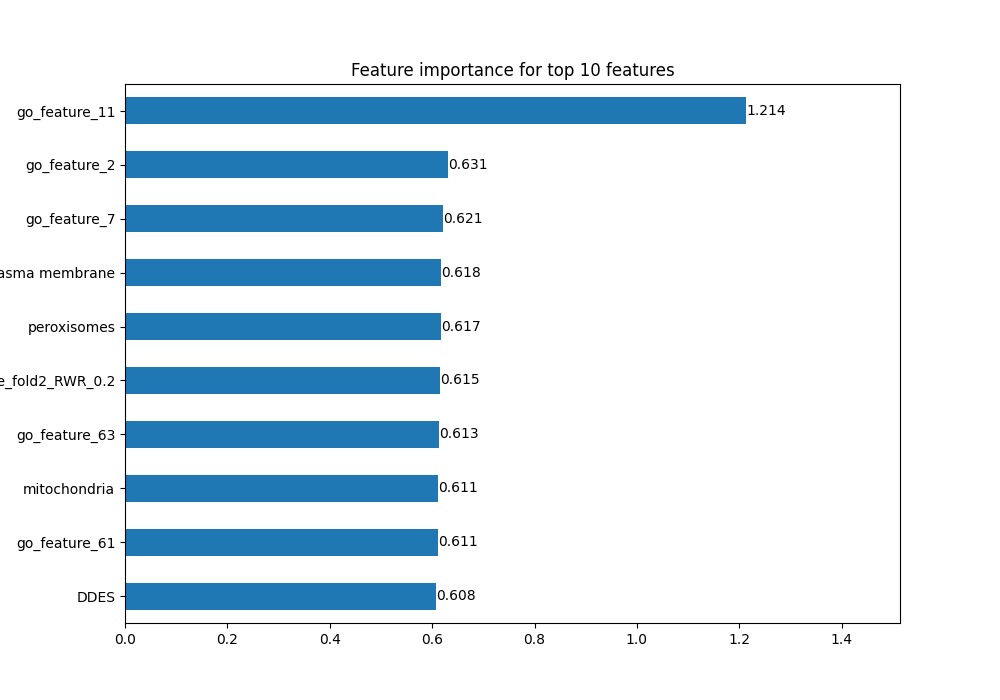 Feature importance for top 10 features
go_feature_11 1.214
go_feature_2 0.631
go_feature_7 0.621
asma membrane 0.618
peroxisomes 0.617
e_fold2_RWR_0.2 0.615
go_feature_63 0.613
mitochondria 0.611
go_feature_61 0.611
DDES 0.608
0.0 0.2 0.4 0.6 0.8 1.0 1.2 1.4